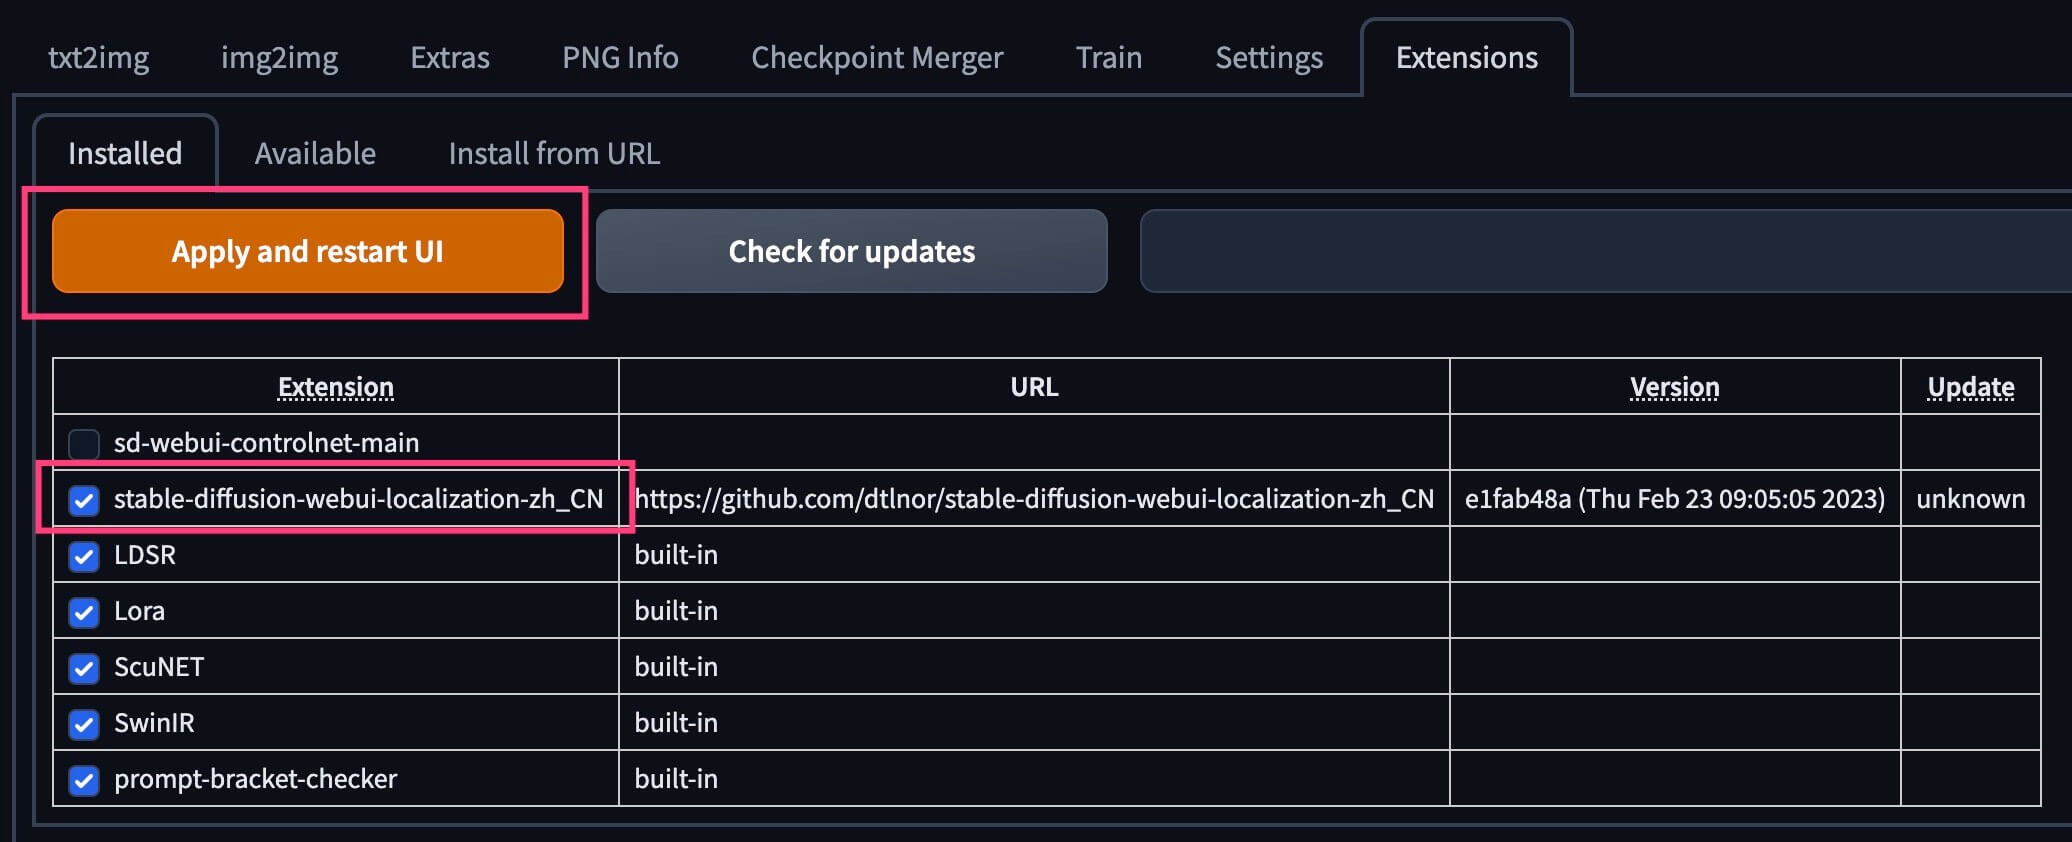 txt2img img2img Extras PNG Info Checkpoint Merger Train Settings Extensions
Installed Available Install from URL
Apply and restart UI Check for updates
Extension URL Version Update
sd-webui-controlnet-main
stable-diffusion-webui-localization-zh_CN https://github.com/dtlnor/stable-diffusion-webui-localization-zh_CN e1fab48a (Thu Feb 23 09:05:05 2023) unknown
LDSR built-in
Lora built-in
ScuNET built-in
SwinIR built-in
prompt-bracket-checker built-in